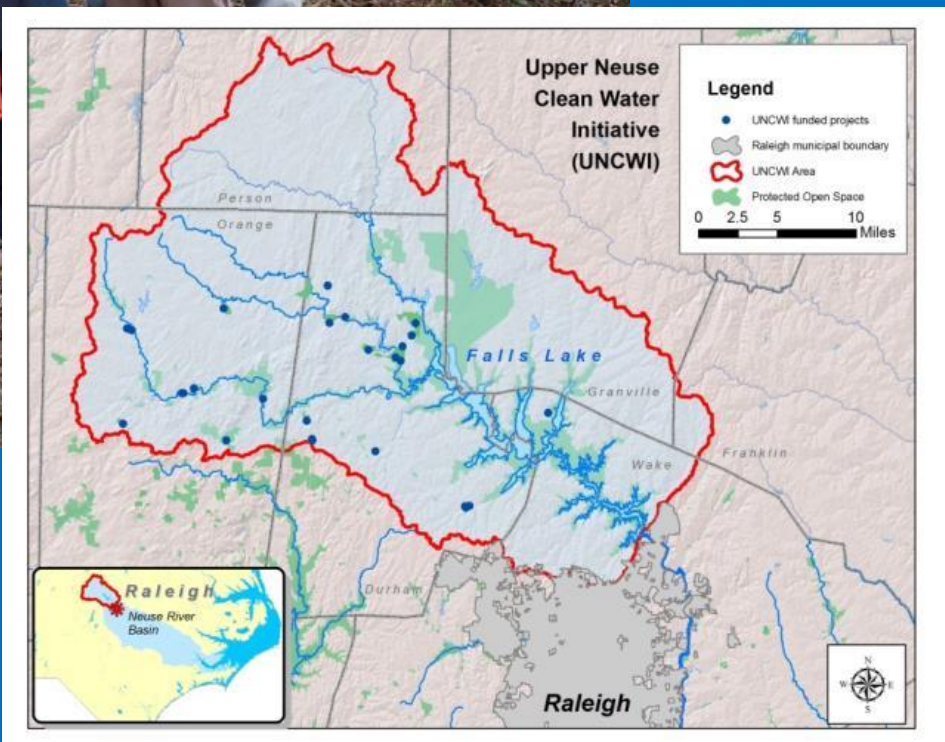 Upper Neuse
Clean Water
Initiative
(UNCWI)
Legend
UNCWI funded projects
Raleigh municipal boundary
UNCWI Area
Protected Open Space
0 2.5 5 10
Miles
Person
Orange
Falls Lake
Granville
Wake
Franklin
Durham
Raleigh
Neuse River
Basin
Raleigh
N
W E
S